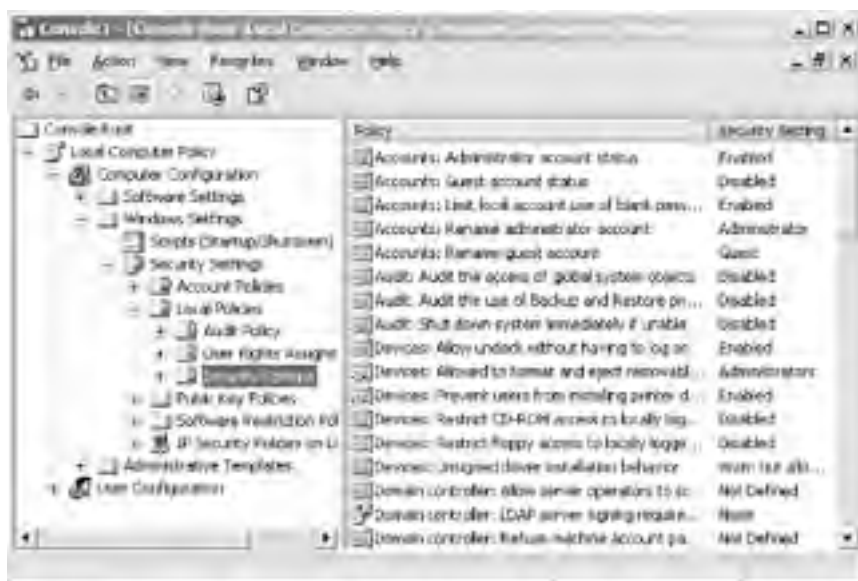 Console1 - [Console Root\Local
File Action View Favorites Window Help
Console Root
Local Computer Policy
Computer Configuration
Software Settings
Windows Settings
Scripts (Startup/Shutdown)
Security Settings
Account Policies
Local Policies
Audit Policy
User Rights Assignm
Security Options
Public Key Policies
Software Restriction Pol
IP Security Policies on L
Administrative Templates
User Configuration
Policy Security Setting
Accounts: Administrator account status Enabled
Accounts: Guest account status Disabled
Accounts: Limit local account use of blank pass... Enabled
Accounts: Rename administrator account Administrator
Accounts: Rename guest account Guest
Audit: Audit the access of global system objects Disabled
Audit: Audit the use of Backup and Restore pri... Disabled
Audit: Shut down system immediately if unable Disabled
Devices: Allow undock without having to log on Enabled
Devices: Allowed to format and eject removabl... Administrators
Devices: Prevent users from installing printer d... Enabled
Devices: Restrict CD-ROM access to locally log... Disabled
Devices: Restrict floppy access to locally logge... Disabled
Devices: Unsigned driver installation behavior Warn but allo...
Domain controller: Allow server operators to sc... Not Defined
Domain controller: LDAP server signing require... None
Domain controller: Refuse machine account pa... Not Defined